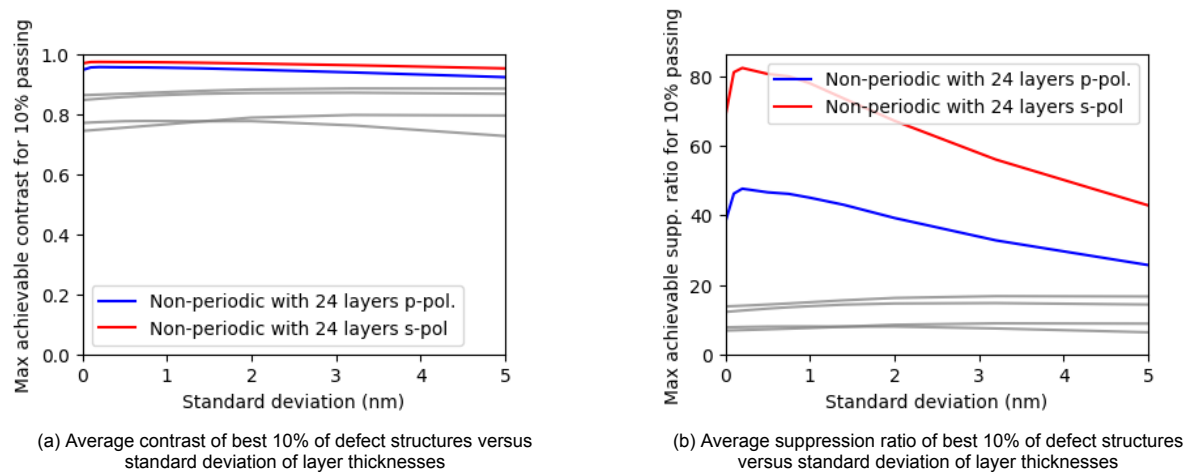 Max achievable contrast for 10% passing
1.0
0.8
0.6
0.4
0.2
0.0
Non-periodic with 24 layers p-pol.
Non-periodic with 24 layers s-pol
0 1 2 3 4 5
Standard deviation (nm)
(a) Average contrast of best 10% of defect structures versus
standard deviation of layer thicknesses
Max achievable supp. ratio for 10% passing
80
60
40
20
0
Non-periodic with 24 layers p-pol.
Non-periodic with 24 layers s-pol
0 1 2 3 4 5
Standard deviation (nm)
(b) Average suppression ratio of best 10% of defect structures
versus standard deviation of layer thicknesses